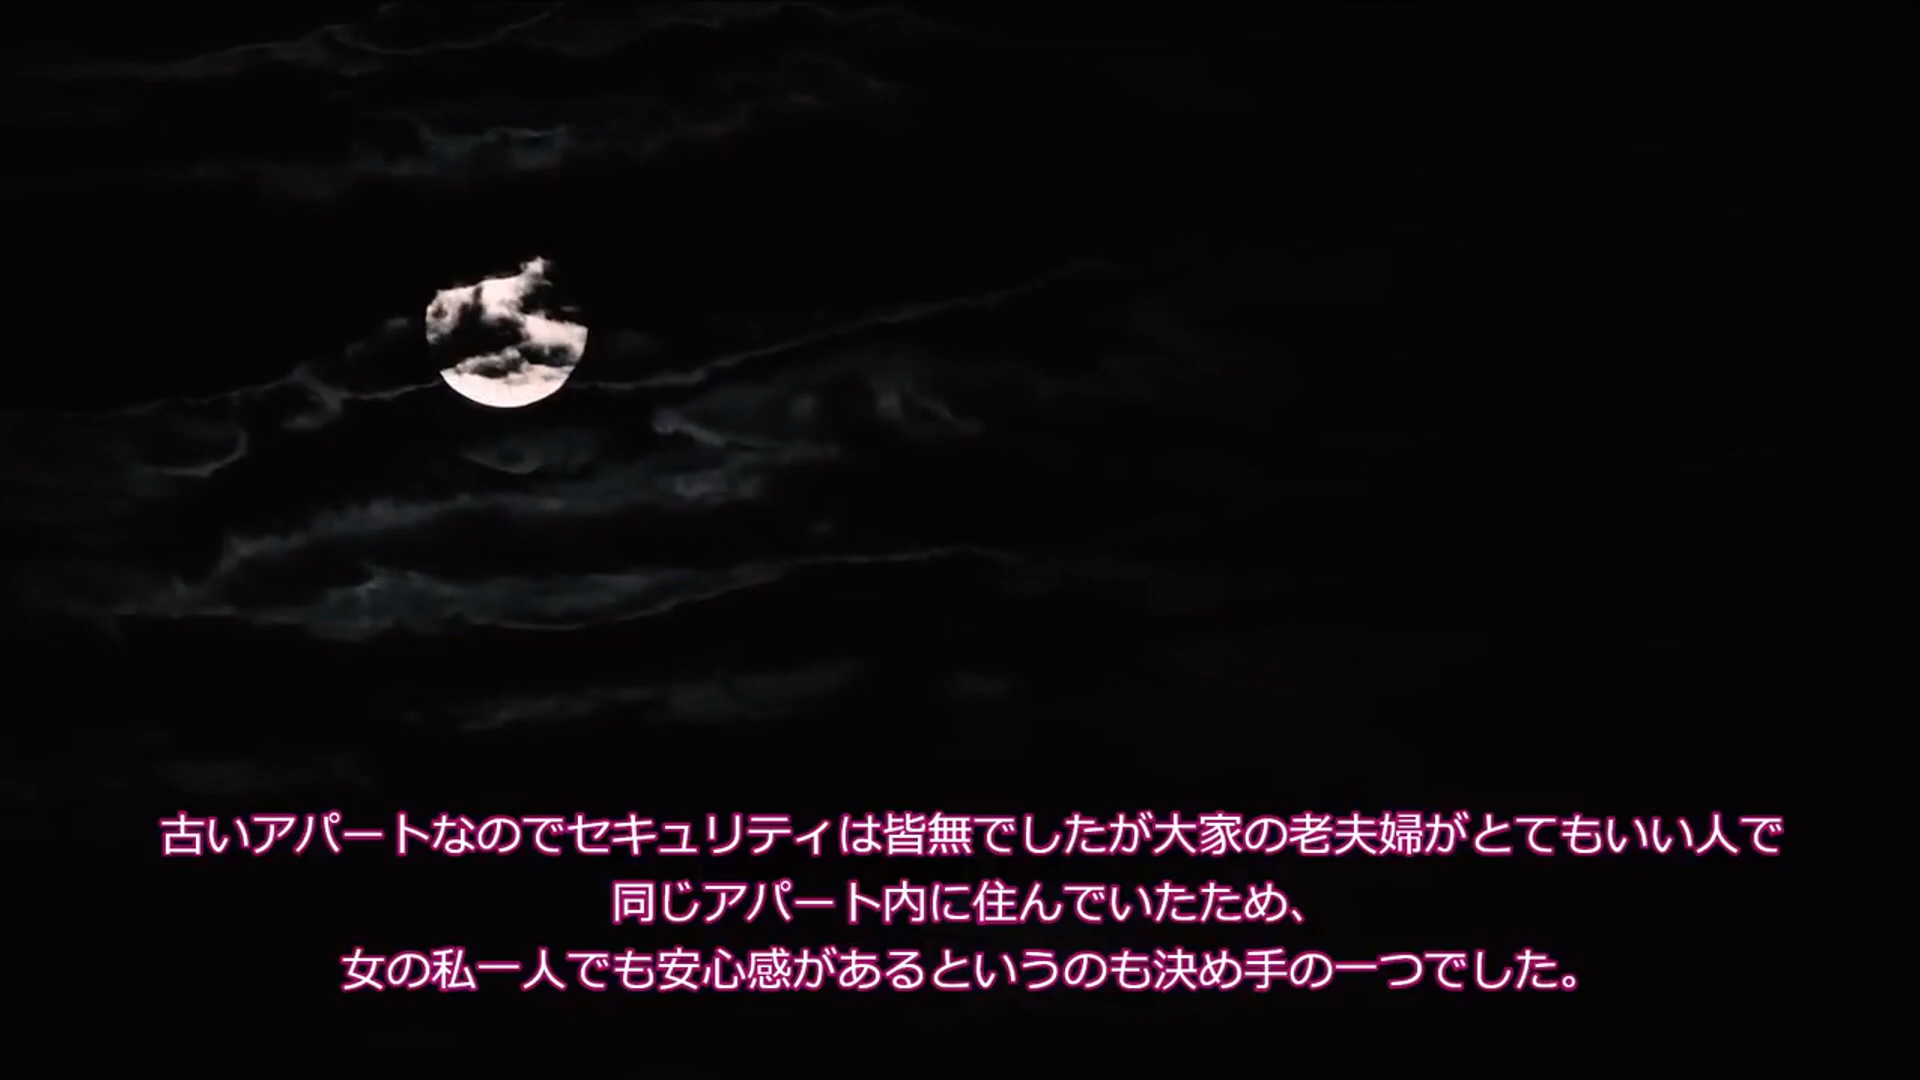 古いアパートなのでセキュリティは皆無でしたが大家の老夫婦がとてもいい人で
同じアパート内に住んでいたため、
女の私一人でも安心感があるというのも決め手の一つでした。